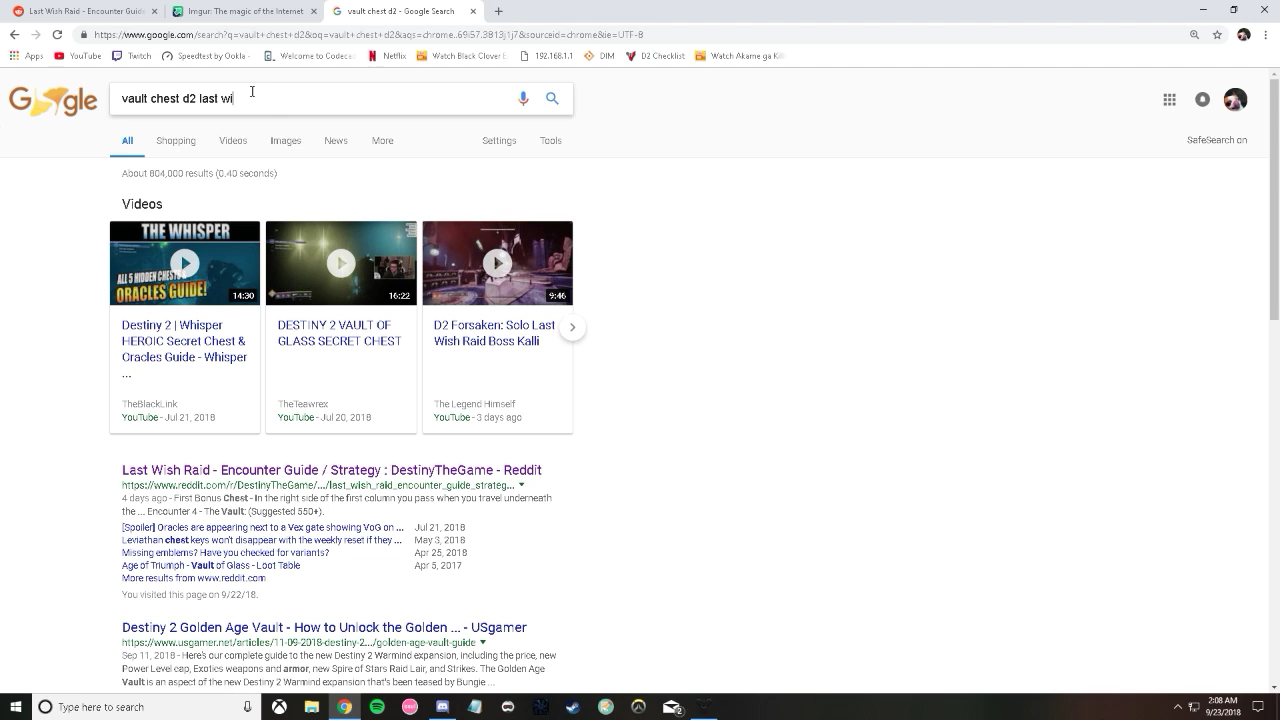 Last Wish Raid - Encounter Guide
Imgur: The magic of the Internet
vault chest d2 - Google Search
https://www.google.com/search?q=vault+chest+d2&oq=vault+chest+d2&aqs=chrome..69i57.3813j1j7&sourceid=chrome&ie=UTF-8
Apps YouTube Twitch Speedtest by Ookla - Welcome to Codecad Netflix Watch Black Clover E 192.168.1.1 DIM D2 Checklist Watch Akame ga Kill
Google
vault chest d2 last wi
All Shopping Videos Images News More Settings Tools
SafeSearch on
About 804,000 results (0.40 seconds)
Videos
THE WHISPER
ALL 5 HIDDEN CHESTS &
ORACLES GUIDE!
14:30
16:22
9:46
Destiny 2 | Whisper
HEROIC Secret Chest &
Oracles Guide - Whisper
...
TheBlackLink
YouTube - Jul 21, 2018
DESTINY 2 VAULT OF
GLASS SECRET CHEST
TheTeawrex
YouTube - Jul 20, 2018
D2 Forsaken: Solo Last
Wish Raid Boss Kalli
The Legend Himself
YouTube - 3 days ago
Last Wish Raid - Encounter Guide / Strategy : DestinyTheGame - Reddit
https://www.reddit.com/r/DestinyTheGame/.../last_wish_raid_encounter_guide_strateg...
4 days ago - First Bonus Chest - In the right side of the first column you pass when you travel underneath
the ... Encounter 4 - The Vault: (Suggested 550+).
[Spoiler] Oracles are appearing next to a Vex gate showing VoG on ... Jul 21, 2018
Leviathan chest keys won't disappear with the weekly reset if they ... May 3, 2018
Missing emblems? Have you checked for variants? Apr 25, 2018
Age of Triumph - Vault of Glass - Loot Table Apr 5, 2017
More results from www.reddit.com
You visited this page on 9/22/18.
Destiny 2 Golden Age Vault - How to Unlock the Golden ... - USgamer
https://www.usgamer.net/articles/11-09-2018-destiny-2.../golden-age-vault-guide
Sep 11, 2018 - Here's our complete guide to the new Destiny 2 Warmind expansion, including the price, new
Power Level cap, Exotics weapons and armor, new Spire of Stars Raid Lair, and Strikes. The Golden Age
Vault is an aspect of the new Destiny 2 Warmind expansion that's been teased by Bungie ...
Type here to search
2:08 AM
9/23/2018